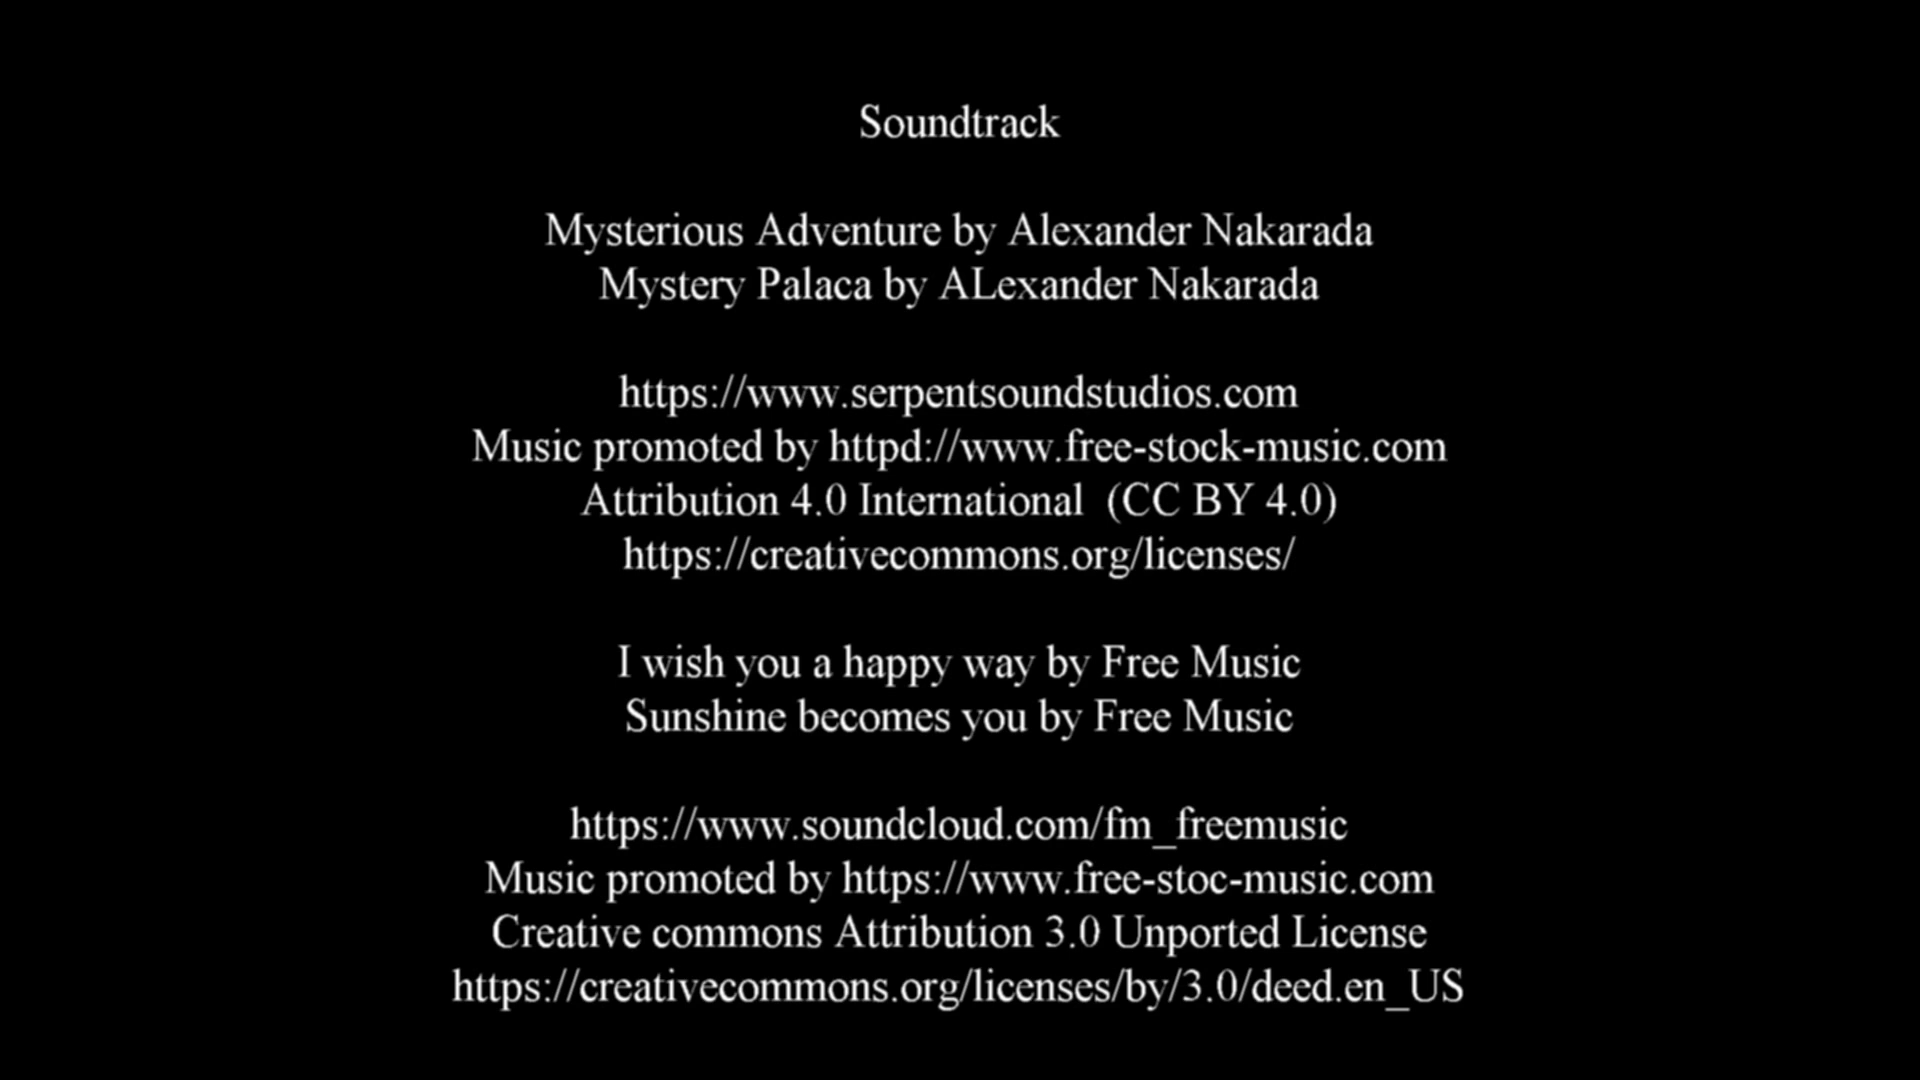 Soundtrack
Mysterious Adventure by Alexander Nakarada
Mystery Palaca by ALexander Nakarada
https://www.serpentsoundstudios.com
Music promoted by httpd://www.free-stock-music.com
Attribution 4.0 International  (CC BY 4.0)
https://creativecommons.org/licenses/
I wish you a happy way by Free Music
Sunshine becomes you by Free Music
https://www.soundcloud.com/fm_freemusic
Music promoted by https://www.free-stoc-music.com
Creative commons Attribution 3.0 Unported License
https://creativecommons.org/licenses/by/3.0/deed.en_US